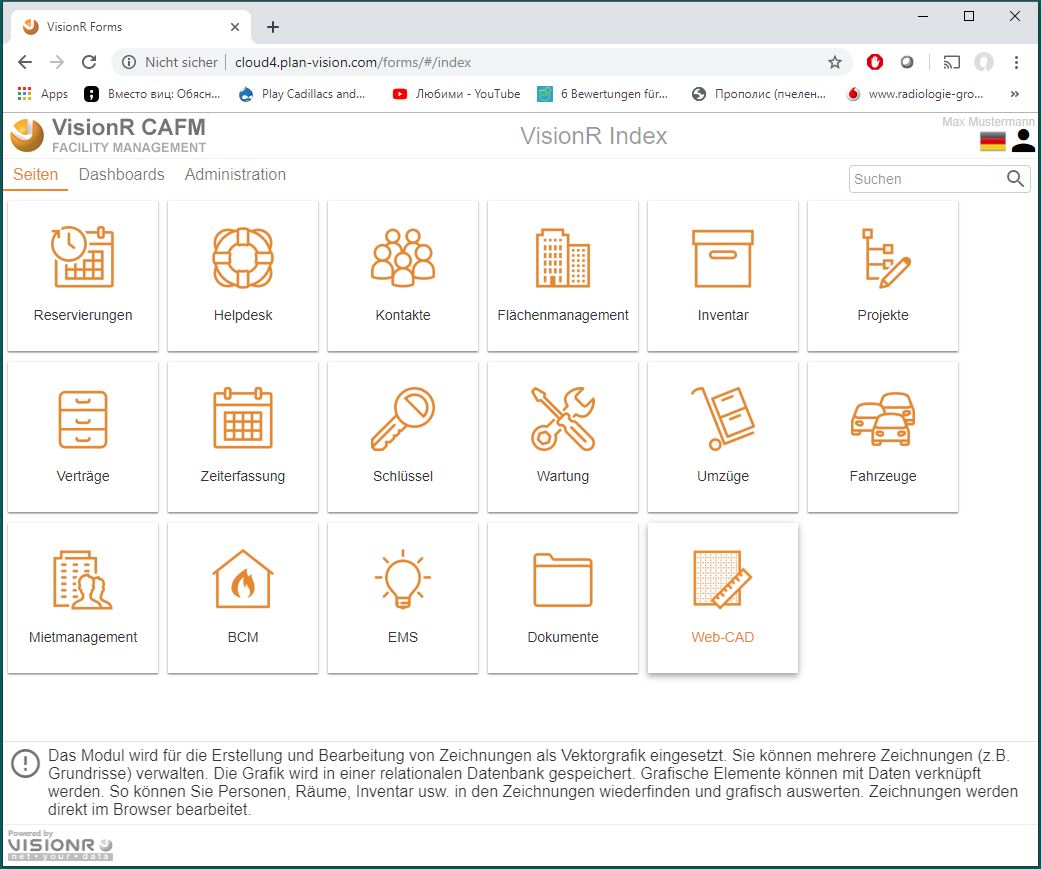 VisionR Forms
Nicht sicher cloud4.plan-vision.com/forms/#/index
Apps Вместо виц: Обясн... Play Cadillacs and... Любими - YouTube 6 Bewertungen für... Прополис (пчелен... www.radiologie-gro... »
VisionR CAFM
FACILITY MANAGEMENT
VisionR Index
Max Mustermann
Seiten Dashboards Administration
Suchen
Reservierungen Helpdesk Kontakte Flächenmanagement Inventar Projekte
Verträge Zeiterfassung Schlüssel Wartung Umzüge Fahrzeuge
Mietmanagement BCM EMS Dokumente Web-CAD
Das Modul wird für die Erstellung und Bearbeitung von Zeichnungen als Vektorgrafik eingesetzt. Sie können mehrere Zeichnungen (z.B.
Grundrisse) verwalten. Die Grafik wird in einer relationalen Datenbank gespeichert. Grafische Elemente können mit Daten verknüpft
werden. So können Sie Personen, Räume, Inventar usw. in den Zeichnungen wiederfinden und grafisch auswerten. Zeichnungen werden
direkt im Browser bearbeitet.
Powered by
VISIONR
net • your • data